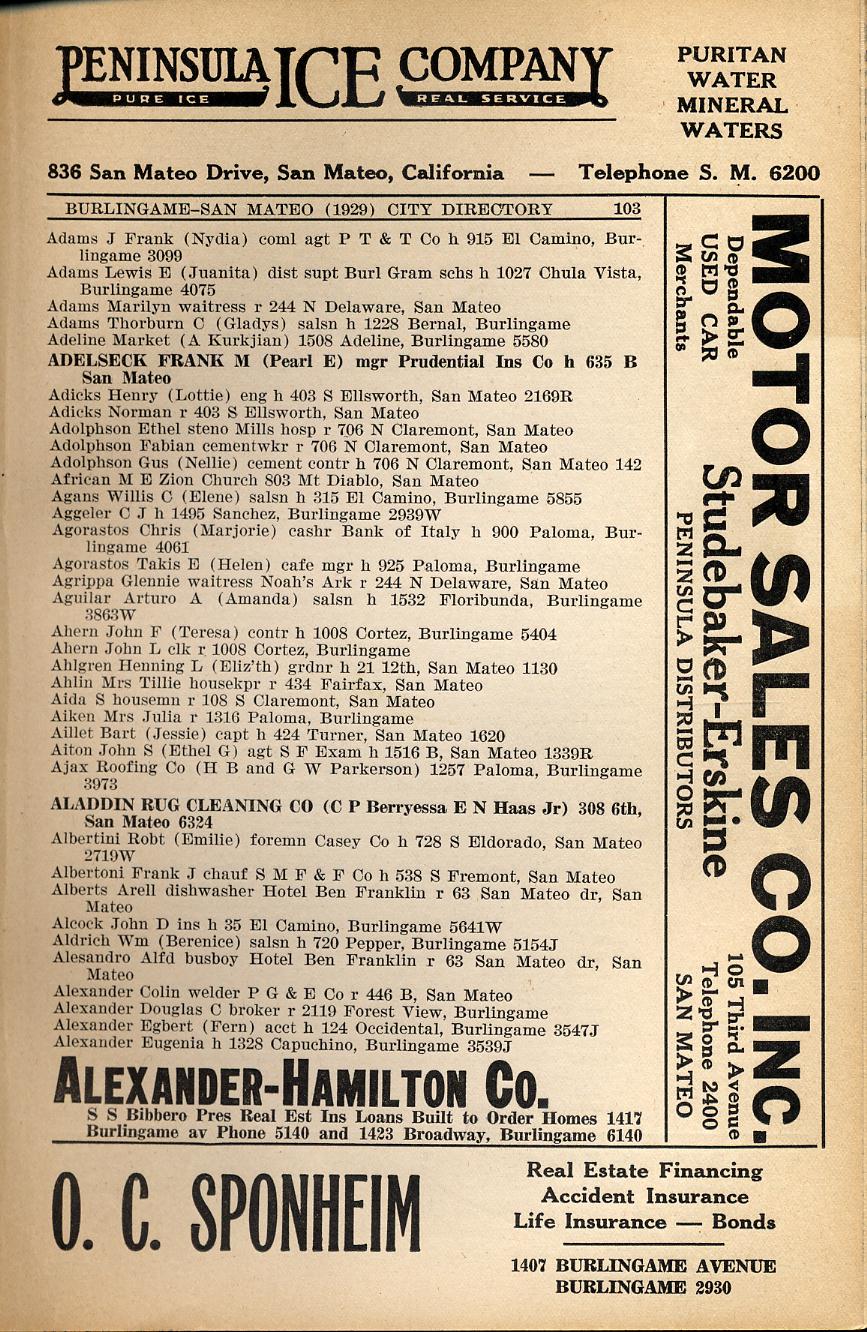 PENINSULA ICE COMPANY
PURE ICE REAL SERVICE
PURITAN
WATER
MINERAL
WATERS
836 San Mateo Drive, San Mateo, California — Telephone S. M. 6200
BURLINGAME-SAN MATEO (1929) CITY DIRECTORY 103
Adams J Frank (Nydia) coml agt P T & T Co h 915 El Camino, Bur-
lingame 3099
Adams Lewis E (Juanita) dist supt Burl Gram schs h 1027 Chula Vista,
Burlingame 4075
Adams Marilyn waitress r 244 N Delaware, San Mateo
Adams Thorburn C (Gladys) salsn h 1228 Bernal, Burlingame
Adeline Market (A Kurkjian) 1508 Adeline, Burlingame 5580
ADELSECK FRANK M (Pearl E) mgr Prudential Ins Co h 635 B
San Mateo
Adicks Henry (Lottie) eng h 403 S Ellsworth, San Mateo 2169R
Adicks Norman r 403 S Ellsworth, San Mateo
Adolphson Ethel steno Mills hosp r 706 N Claremont, San Mateo
Adolphson Fabian cementwkr r 706 N Claremont, San Mateo
Adolphson Gus (Nellie) cement contr h 706 N Claremont, San Mateo 142
African M E Zion Church 803 Mt Diablo, San Mateo
Agans Willis C (Elene) salsn h 315 El Camino, Burlingame 5855
Aggeler C J h 1495 Sanchez, Burlingame 2939W
Agorastos Chris (Marjorie) cashr Bank of Italy h 900 Paloma, Bur-
lingame 4061
Agorastos Takis E (Helen) cafe mgr h 925 Paloma, Burlingame
Agrippa Glennie waitress Noah's Ark r 244 N Delaware, San Mateo
Aguilar Arturo A (Amanda) salsn h 1532 Floribunda, Burlingame
3863W
Ahern John F (Teresa) contr h 1008 Cortez, Burlingame 5404
Ahern John L clk r 1008 Cortez, Burlingame
Ahlgren Henning L (Eliz'th) grdnr h 21 12th, San Mateo 1130
Ahlin Mrs Tillie housekpr r 434 Fairfax, San Mateo
Aida S housemn r 108 S Claremont, San Mateo
Aiken Mrs Julia r 1316 Paloma, Burlingame
Aillet Bart (Jessie) capt h 424 Turner, San Mateo 1620
Aiton John S (Ethel G) agt S F Exam h 1516 B, San Mateo 1339R
Ajax Roofing Co (H B and G W Parkerson) 1257 Paloma, Burlingame
3973
ALADDIN RUG CLEANING CO (C P Berryessa E N Haas Jr) 308 6th,
San Mateo 6324
Albertini Robt (Emilie) foremn Casey Co h 728 S Eldorado, San Mateo
2719W
Albertoni Frank J chauf S M F & F Co h 538 S Fremont, San Mateo
Alberts Arell dishwasher Hotel Ben Franklin r 63 San Mateo dr, San
Mateo
Alcock John D ins h 35 El Camino, Burlingame 5641W
Aldrich Wm (Berenice) salsn h 720 Pepper, Burlingame 5154J
Alesandro Alfd busboy Hotel Ben Franklin r 63 San Mateo dr, San
Mateo
Alexander Colin welder P G & E Co r 446 B, San Mateo
Alexander Douglas C broker r 2119 Forest View, Burlingame
Alexander Egbert (Fern) acct h 124 Occidental, Burlingame 3547J
Alexander Eugenia h 1328 Capuchino, Burlingame 3539J
ALEXANDER-HAMILTON CO.
S S Bibbero Pres Real Est Ins Loans Built to Order Homes 1417
Burlingame av Phone 5140 and 1423 Broadway, Burlingame 6140
MOTOR SALES CO. INC.
Dependable
USED CAR
Merchants
Studebaker-Erskine
PENINSULA DISTRIBUTORS
105 Third Avenue
Telephone 2400
SAN MATEO
O. C. SPONHEIM
Real Estate Financing
Accident Insurance
Life Insurance — Bonds
1407 BURLINGAME AVENUE
BURLINGAME 2930